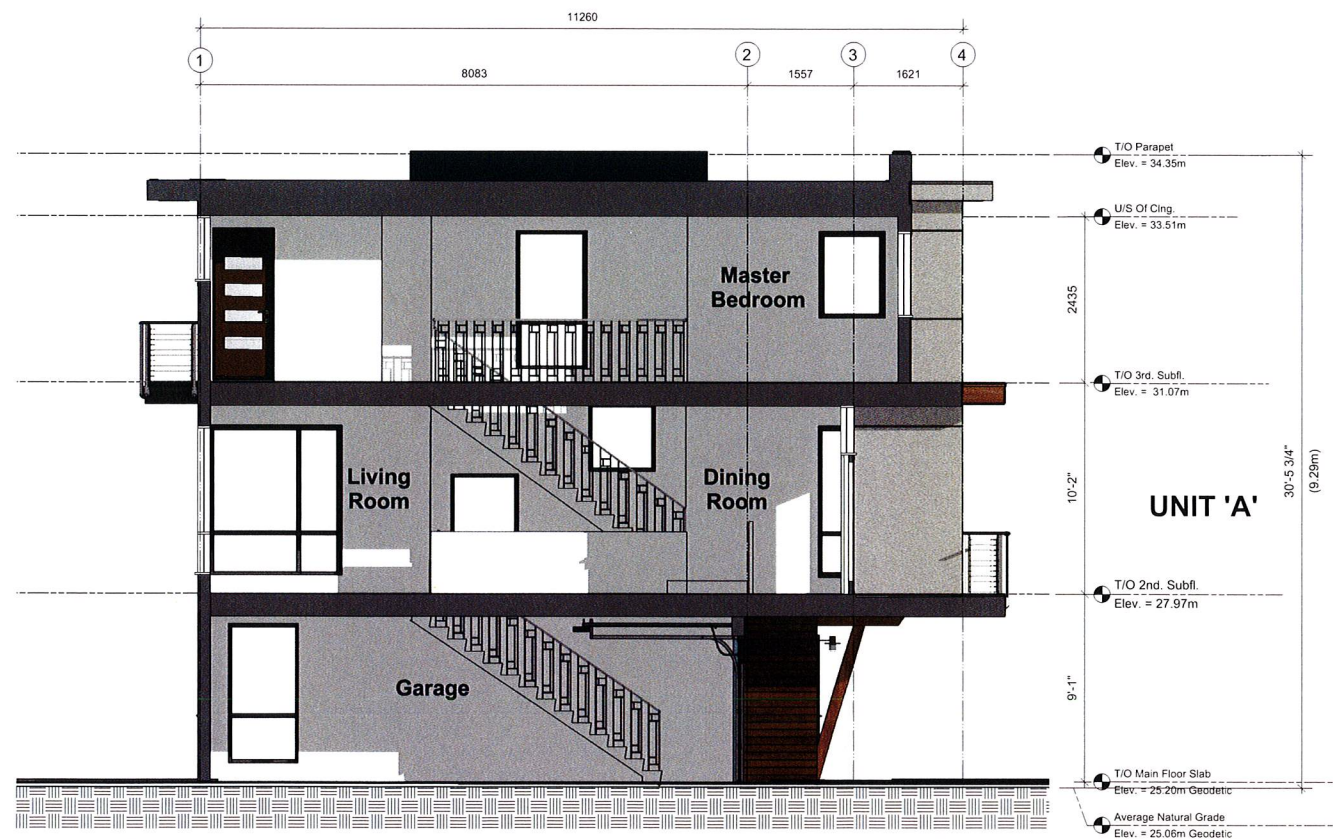 11260
1
2
3
4
8083
1557
1621
T/O Parapet
Elev. = 34.35m
U/S Of Clng.
Elev. = 33.51m
Master
Bedroom
2435
T/O 3rd. Subfl.
Elev. = 31.07m
Living
Room
Dining
Room
10'-2"
UNIT 'A'
30'-5 3/4"
(9.29m)
T/O 2nd. Subfl.
Elev. = 27.97m
Garage
9'-1"
T/O Main Floor Slab
Elev. = 25.20m Geodetic
Average Natural Grade
Elev. = 25.06m Geodetic